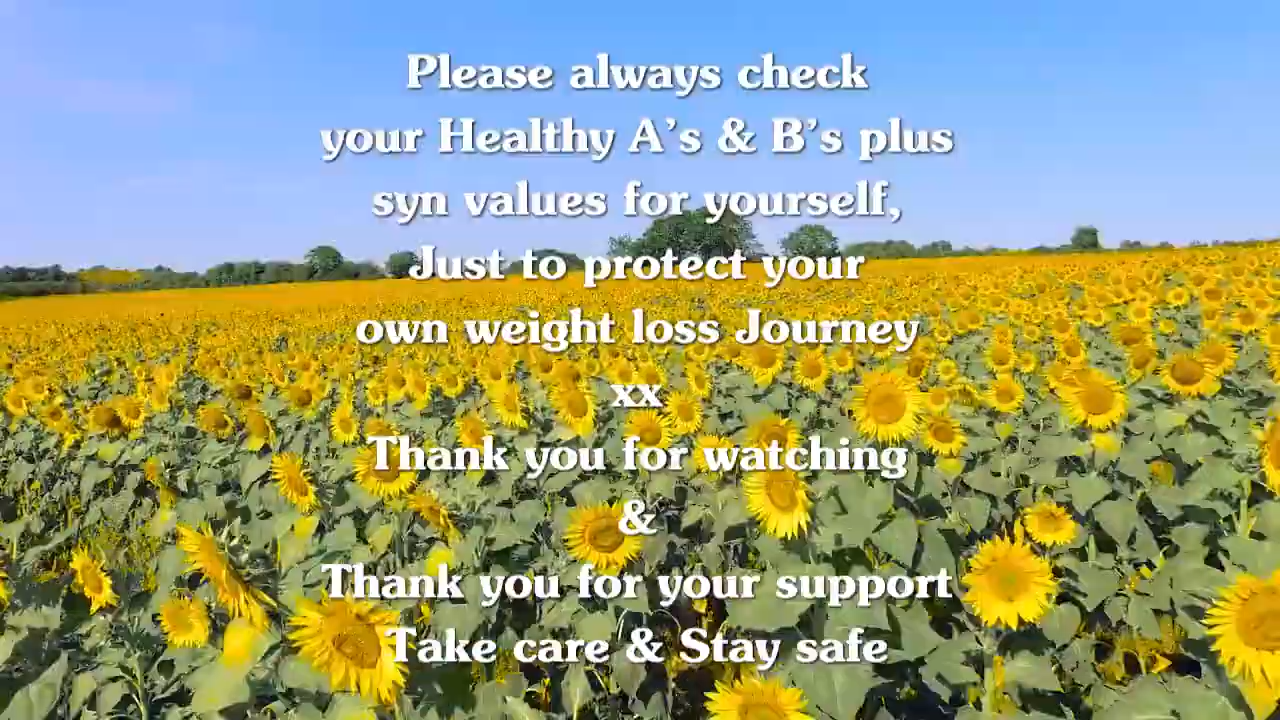 Please always check
your Healthy A's & B's plus
syn values for yourself,
Just to protect your
own weight loss Journey
xx
Thank you for watching
&
Thank you for your support
Take care & Stay safe